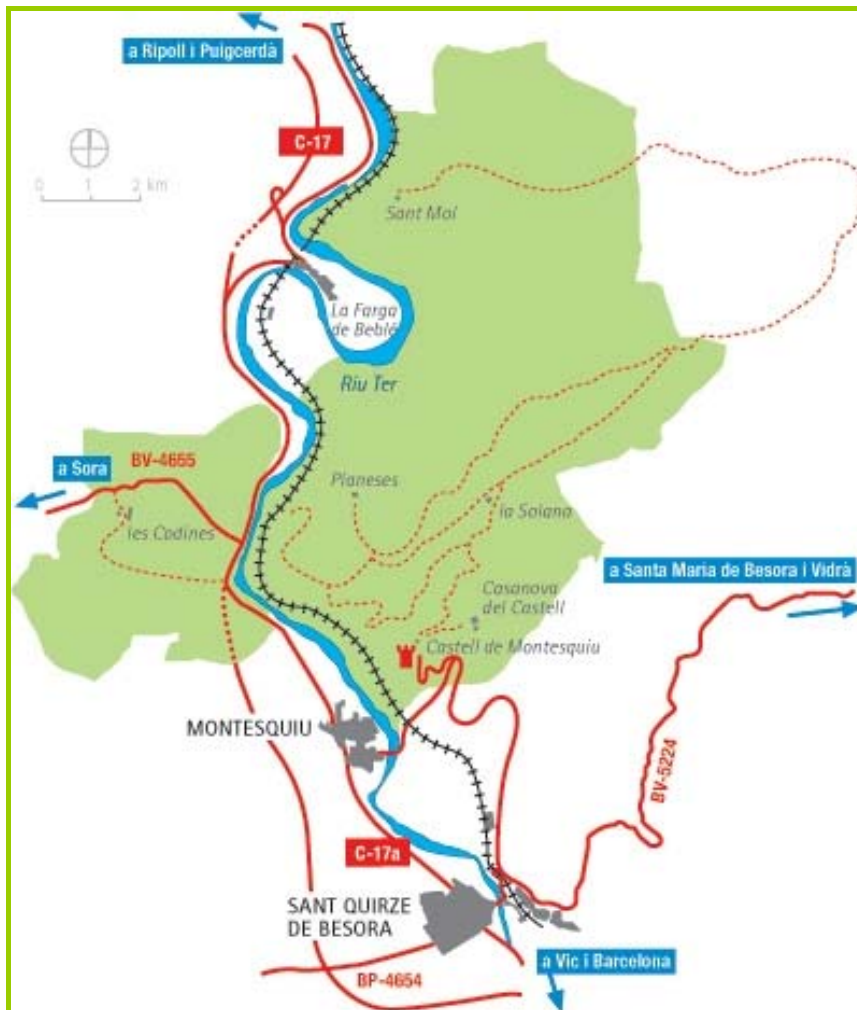 a Ripoll i Puigcerdà
C-17
0 1 2 km
Sant Moí
La Farga
de Bebié
Riu Ter
BV-4655
a Sora
Planeses
la Solana
les Codines
a Santa Maria de Besora i Vidrà
Casanova
del Castell
Castell de Montesquiu
MONTESQUIU
BV-5224
C-17a
SANT QUIRZE
DE BESORA
a Vic i Barcelona
BP-4654